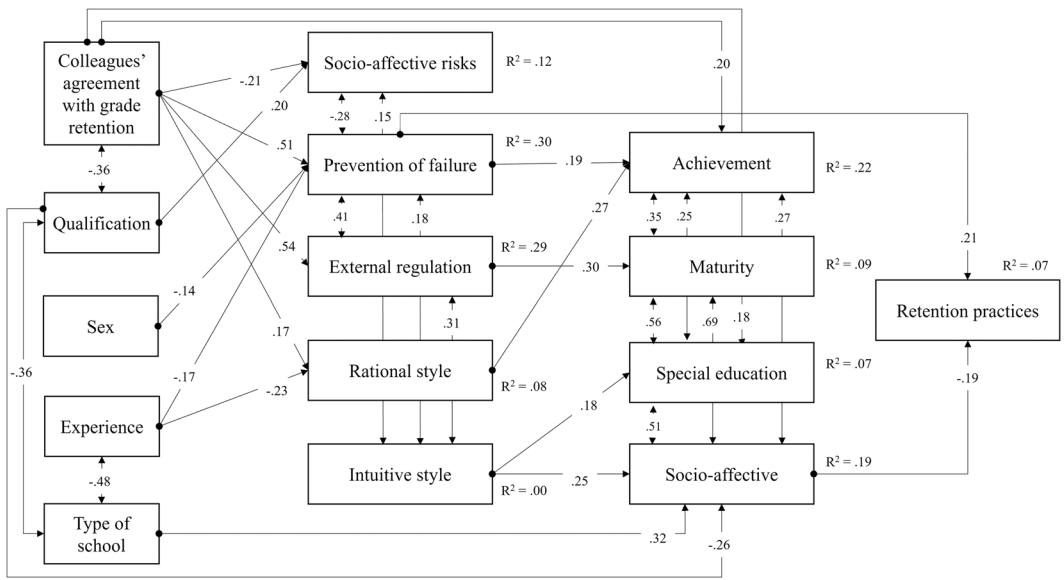 Colleagues’
agreement
with grade
retention
Socio-affective risks
R² = .12
-.21
.20
.20
-.28
.15
.51
Prevention of failure
R² = .30
.19
Achievement
R² = .22
-.36
Qualification
.41
.18
.27
.35
.25
.27
.54
External regulation
R² = .29
.30
Maturity
R² = .09
.21
R² = .07
Retention practices
-.14
Sex
.17
.31
.56
.69
.18
-.36
-.17
-.23
Rational style
R² = .08
Special education
R² = .07
-.19
.18
Experience
.51
-.48
Intuitive style
R² = .00
.25
Socio-affective
R² = .19
Type of
school
.32
-.26